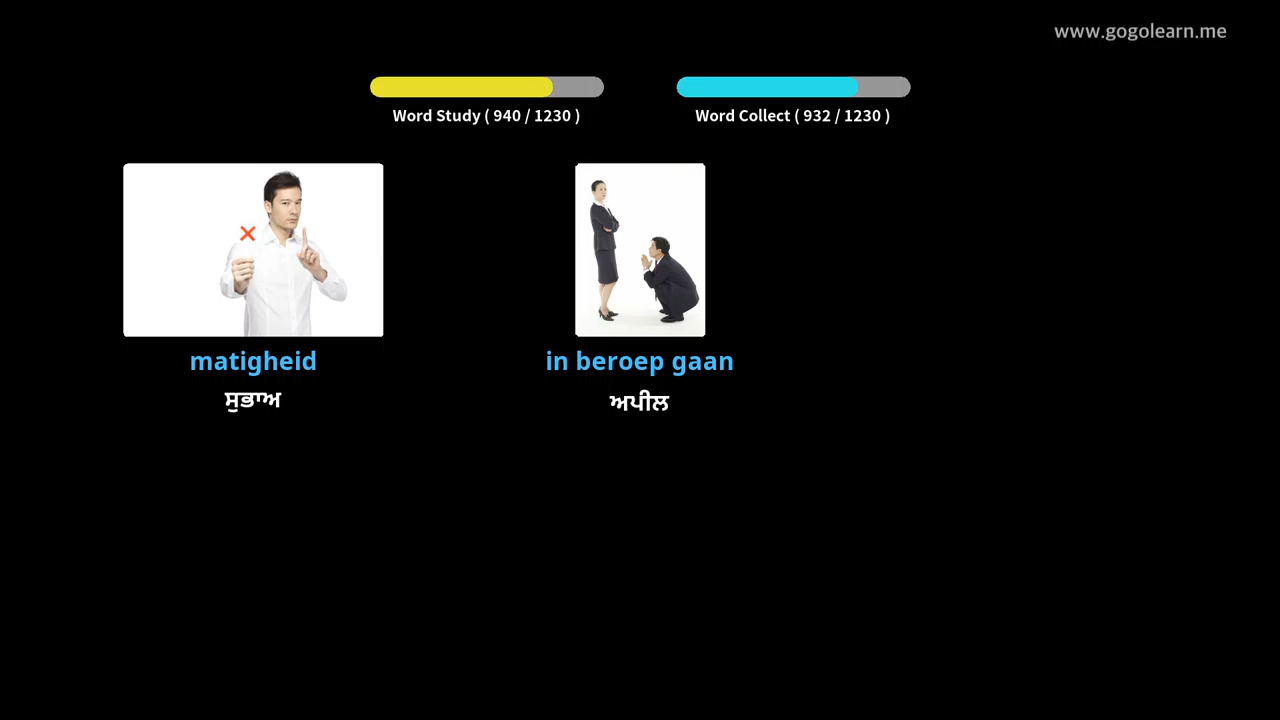 www.gogolearn.me
Word Study ( 940 / 1230 )
Word Collect ( 932 / 1230 )
matigheid
ਸੁਭਾਅ
in beroep gaan
ਅਪੀਲ